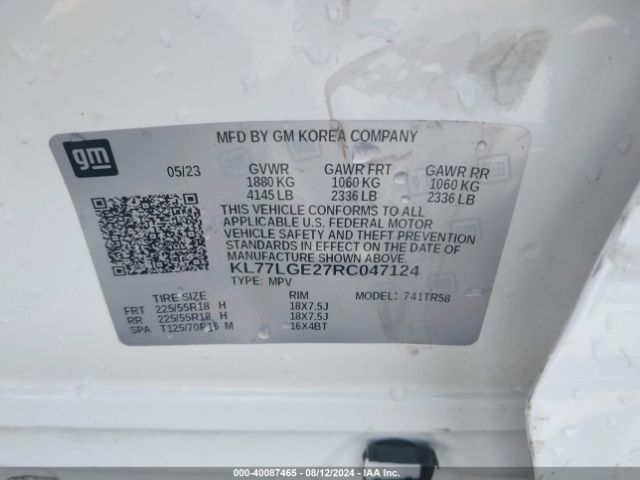 gm
MFD BY GM KOREA COMPANY
05/23 GVWR GAWR FRT GAWR RR
1880 KG 1060 KG 1060 KG
4145 LB 2336 LB 2336 LB
THIS VEHICLE CONFORMS TO ALL
APPLICABLE U.S. FEDERAL MOTOR
VEHICLE SAFETY AND THEFT PREVENTION
STANDARDS IN EFFECT ON THE DATE OF
MANUFACTURE SHOWN ABOVE.
KL77LGE27RC047124
TYPE: MPV
TIRE SIZE RIM MODEL: 741TR58
FRT 225/55R18 H 18X7.5J
RR 225/55R18 H 18X7.5J
SPA T125/70R16 M 16X4BT
000-40087465 - 08/12/2024 - COPYRIGHT IAA, Inc.